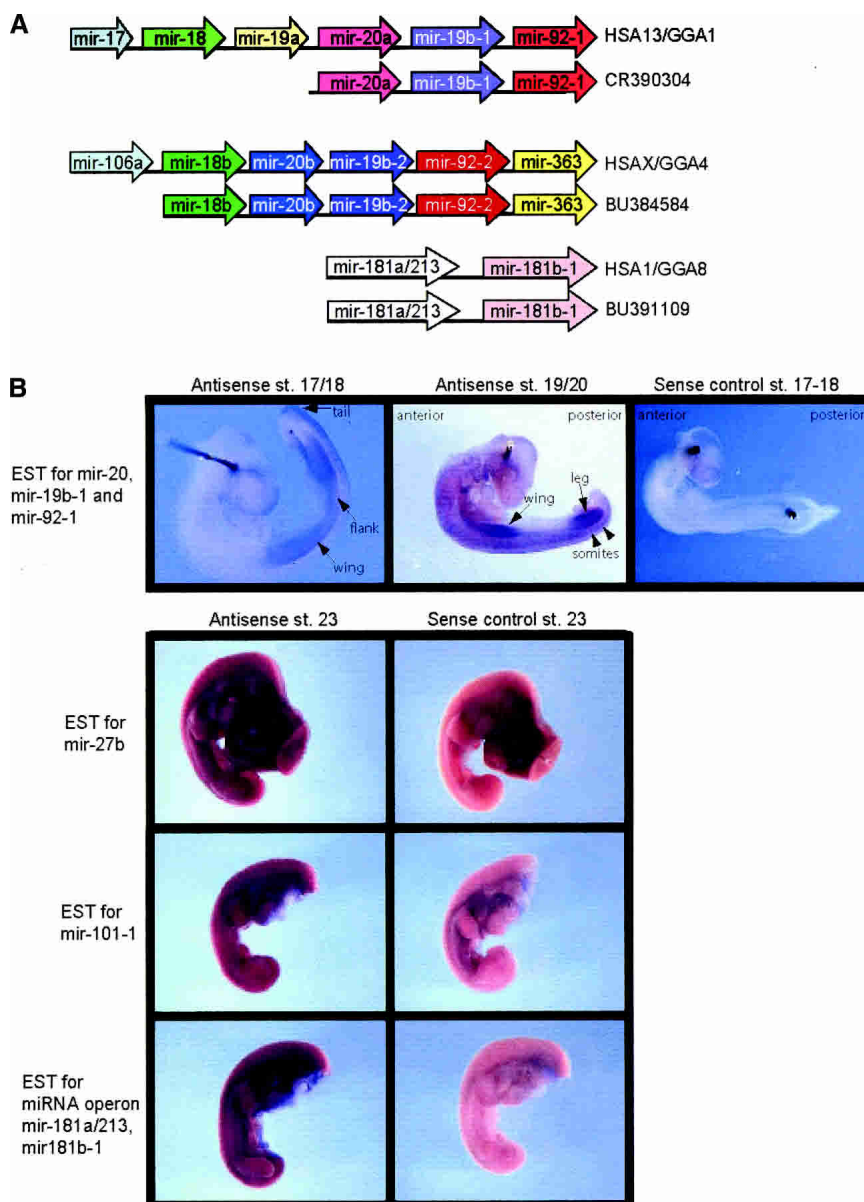 A
mir-17 mir-18 mir-19a mir-20a mir-19b-1 mir-92-1 HSA13/GGA1
mir-20a mir-19b-1 mir-92-1 CR390304
mir-106a mir-18b mir-20b mir-19b-2 mir-92-2 mir-363 HSAX/GGA4
mir-18b mir-20b mir-19b-2 mir-92-2 mir-363 BU384584
mir-181a/213 mir-181b-1 HSA1/GGA8
mir-181a/213 mir-181b-1 BU391109
B
Antisense st. 17/18 Antisense st. 19/20 Sense control st. 17-18
EST for mir-20,
mir-19b-1 and
mir-92-1
tail
flank
wing
anterior posterior
wing
leg
somites
anterior posterior
Antisense st. 23 Sense control st. 23
EST for
mir-27b
EST for
mir-101-1
EST for
miRNA operon
mir-181a/213,
mir181b-1